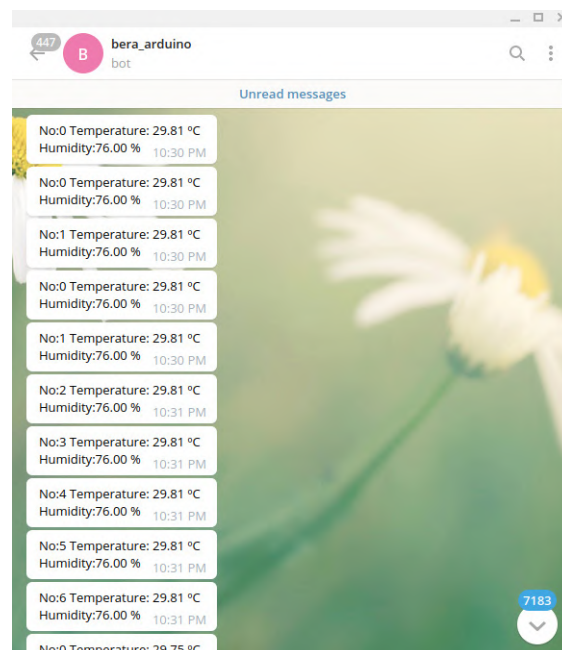 447
B
bera_arduino
bot
Unread messages
No:0 Temperature: 29.81 ºC
Humidity:76.00 % 10:30 PM
No:0 Temperature: 29.81 ºC
Humidity:76.00 % 10:30 PM
No:1 Temperature: 29.81 ºC
Humidity:76.00 % 10:30 PM
No:0 Temperature: 29.81 ºC
Humidity:76.00 % 10:30 PM
No:1 Temperature: 29.81 ºC
Humidity:76.00 % 10:30 PM
No:2 Temperature: 29.81 ºC
Humidity:76.00 % 10:31 PM
No:3 Temperature: 29.81 ºC
Humidity:76.00 % 10:31 PM
No:4 Temperature: 29.81 ºC
Humidity:76.00 % 10:31 PM
No:5 Temperature: 29.81 ºC
Humidity:76.00 % 10:31 PM
No:6 Temperature: 29.81 ºC
Humidity:76.00 % 10:31 PM
7183
No:0 Temperature: 29.75 ºC